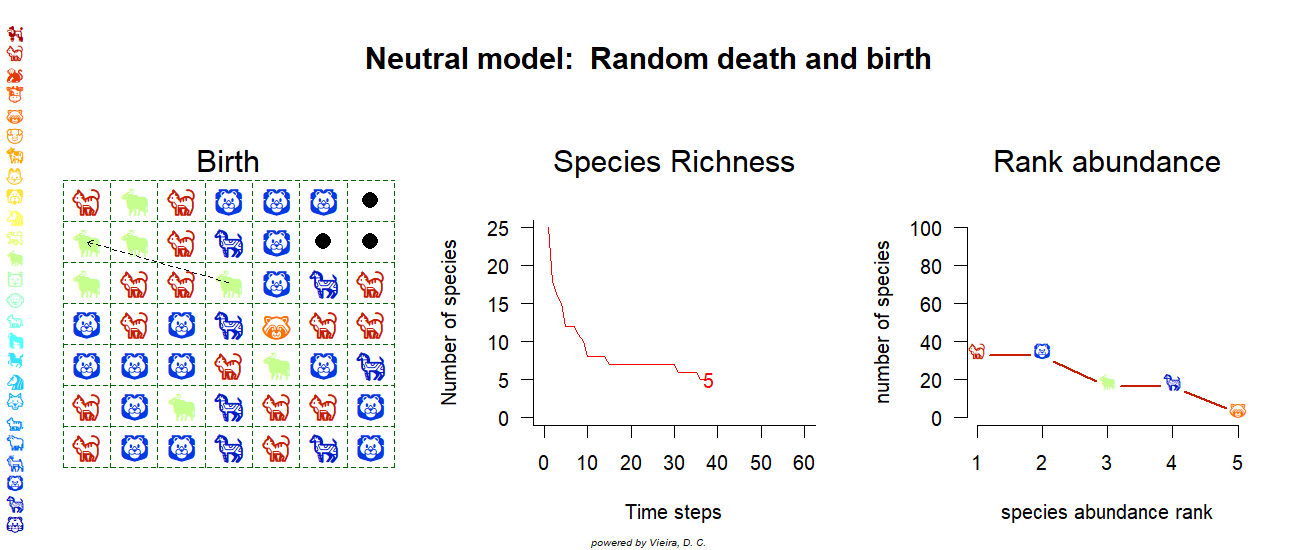 Neutral model:  Random death and birth
Birth
Species Richness
Rank abundance
Number of species
25
20
15
10
5
0
5
0 10 20 30 40 50 60
Time steps
number of species
100
80
60
40
20
0
1 2 3 4 5
species abundance rank
powered by Vieira, D. C.